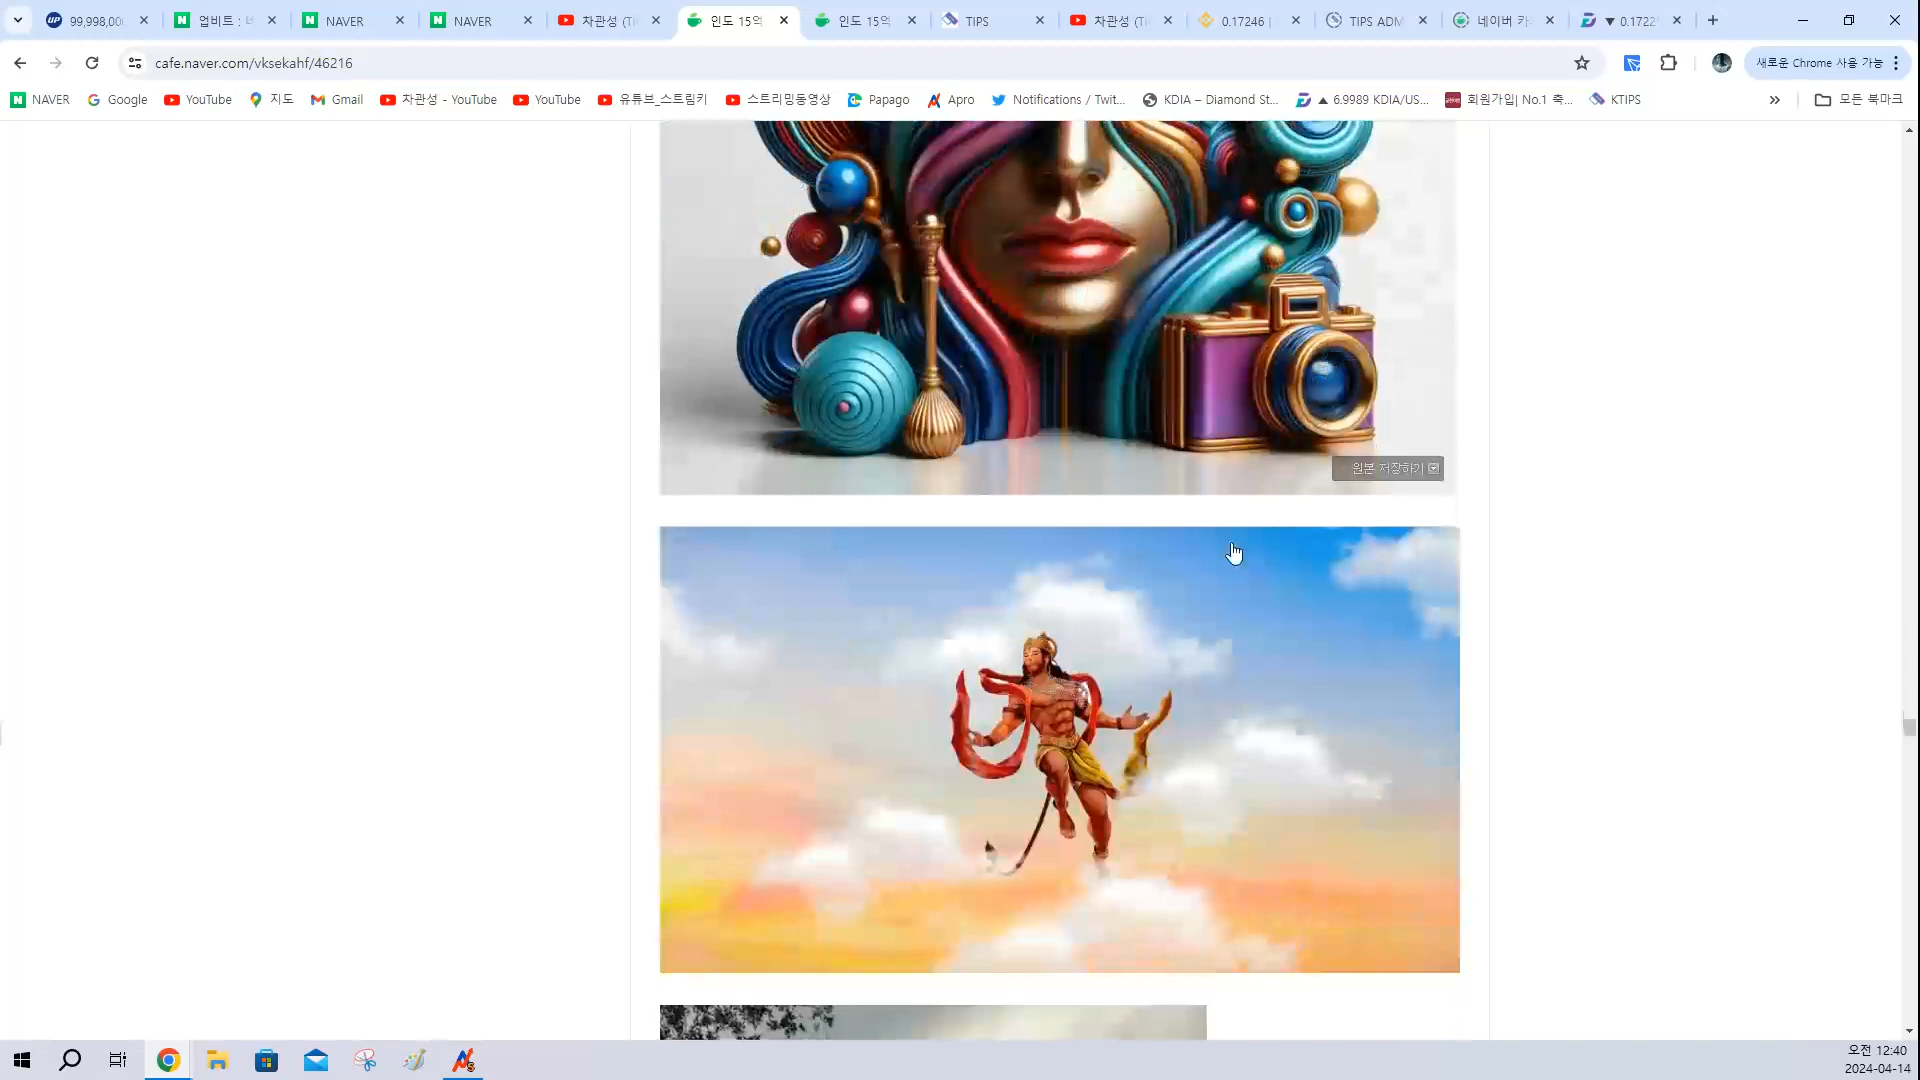 99,998,00
업비트 : 네
NAVER
NAVER
차관성 (Ti
인도 15억
인도 15억
TIPS
차관성 (Ti
0.17246 |
TIPS ADM
네이버 카
▼ 0.1722
cafe.naver.com/vksekahf/46216
새로운 Chrome 사용 가능
NAVER
Google
YouTube
지도
Gmail
차관성 - YouTube
YouTube
유튜브_스트림키
스트리밍동영상
Papago
Apro
Notifications / Twit...
KDIA – Diamond St...
▲ 6.9989 KDIA/US...
회원가입| No.1 축...
KTIPS
모든 북마크
원본 저장하기
오전 12:40
2024-04-14